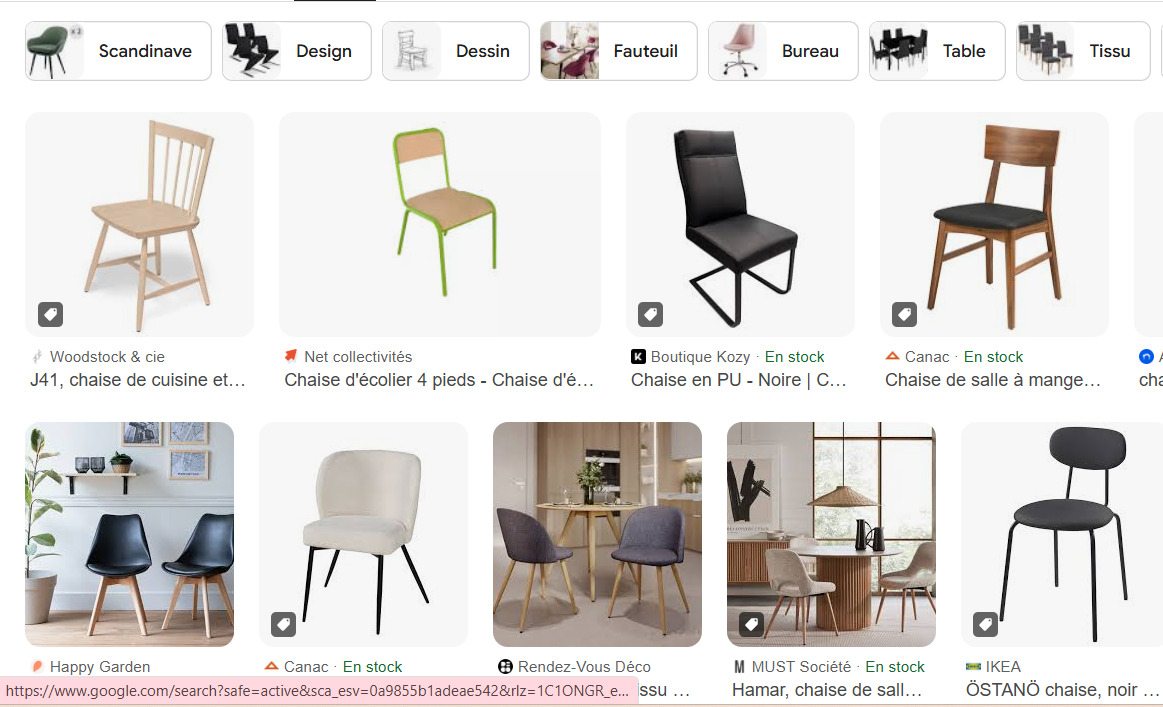 x 2
Scandinave
Design
Dessin
Fauteuil
Bureau
Table
Tissu
Woodstock & cie
Net collectivités
K Boutique Kozy · En stock
Canac · En stock
J41, chaise de cuisine et…
Chaise d'écolier 4 pieds - Chaise d'é…
Chaise en PU - Noire | C…
Chaise de salle à mange…
cha
Happy Garden
Canac · En stock
Rendez-Vous Déco
M MUST Société · En stock
IKEA
https://www.google.com/search?safe=active&sca_esv=0a9855b1adeae542&rlz=1C1ONGR_e...
ssu …
Hamar, chaise de sall…
ÖSTANÖ chaise, noir …